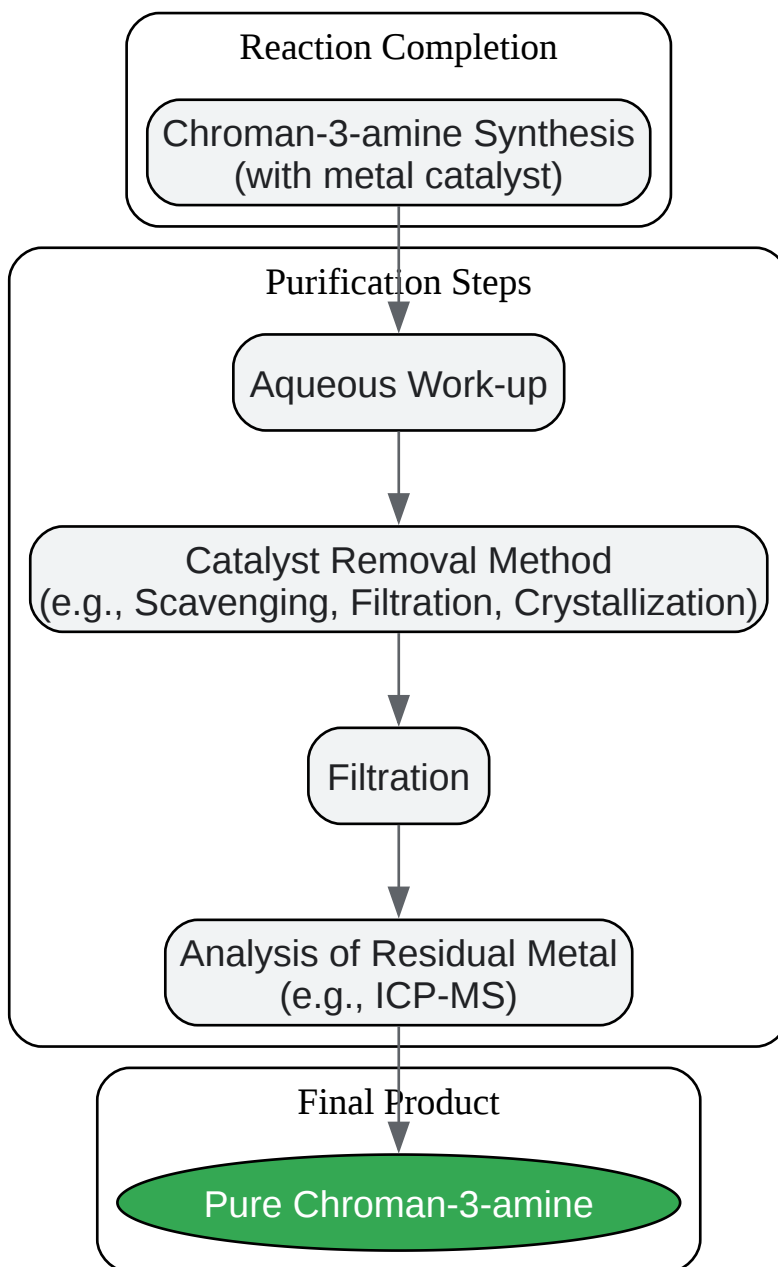 Reaction Completion
Chroman-3-amine Synthesis
(with metal catalyst)
Purification Steps
Aqueous Work-up
Catalyst Removal Method
(e.g., Scavenging, Filtration, Crystallization)
Filtration
Analysis of Residual Metal
(e.g., ICP-MS)
Final Product
Pure Chroman-3-amine